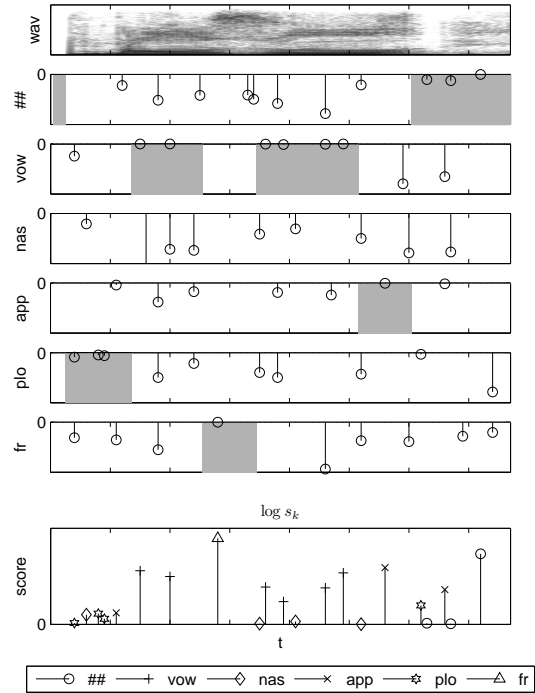 wav
0
##
0
vow
0
nas
0
app
0
plo
0
fr
log s_k
score
0
t
## vow nas app plo fr